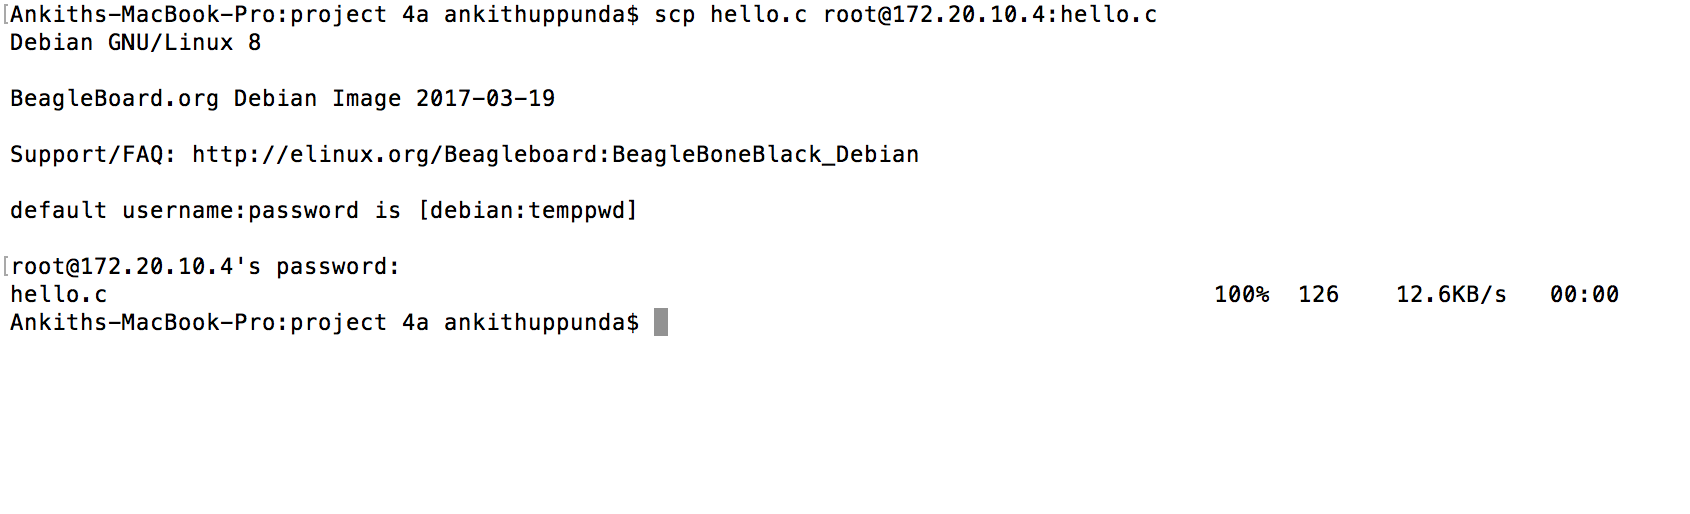 [Ankiths-MacBook-Pro:project 4a ankithuppunda$ scp hello.c root@172.20.10.4:hello.c
Debian GNU/Linux 8
BeagleBoard.org Debian Image 2017-03-19
Support/FAQ: http://elinux.org/Beagleboard:BeagleBoneBlack_Debian
default username:password is [debian:temppwd]
[root@172.20.10.4's password:
hello.c 100% 126 12.6KB/s 00:00
Ankiths-MacBook-Pro:project 4a ankithuppunda$